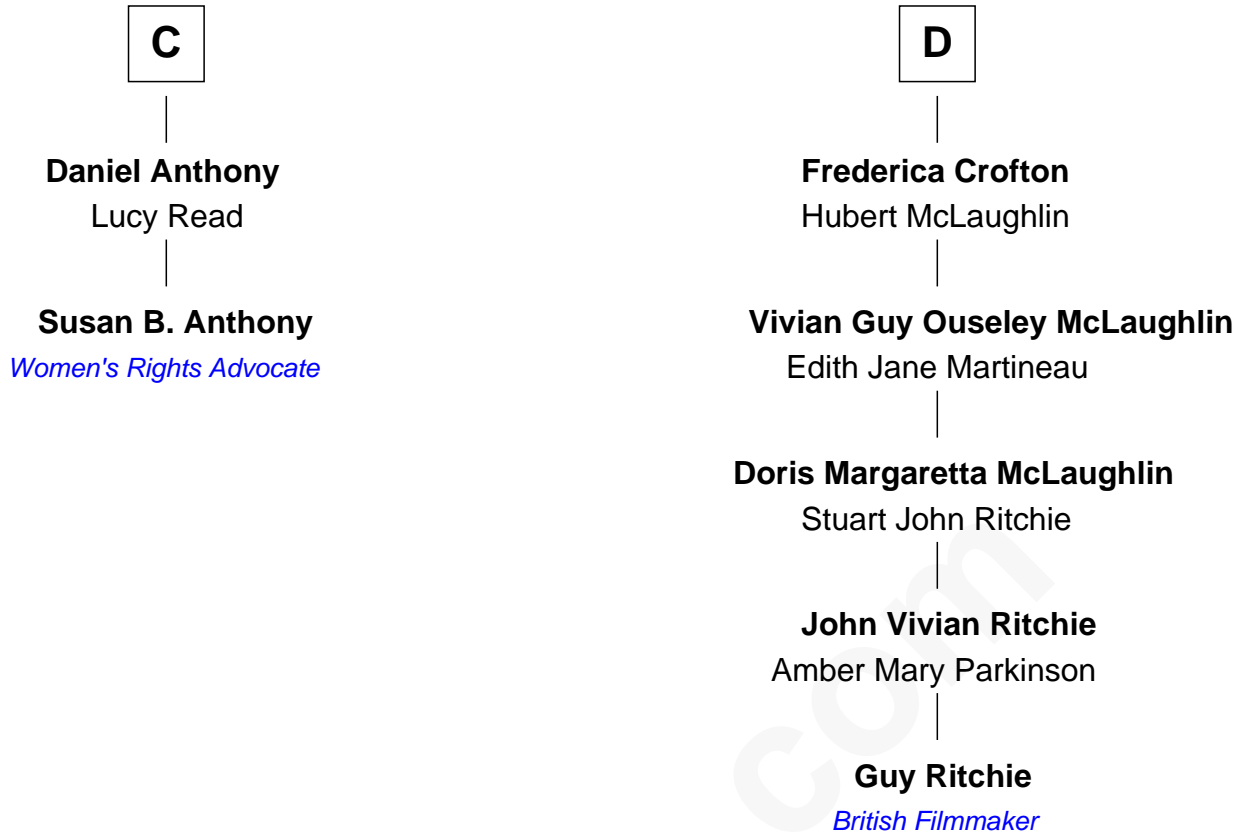 C
Daniel Anthony
Lucy Read
Susan B. Anthony
Women's Rights Advocate
D
Frederica Crofton
Hubert McLaughlin
Vivian Guy Ouseley McLaughlin
Edith Jane Martineau
Doris Margaretta McLaughlin
Stuart John Ritchie
John Vivian Ritchie
Amber Mary Parkinson
Guy Ritchie
British Filmmaker
com